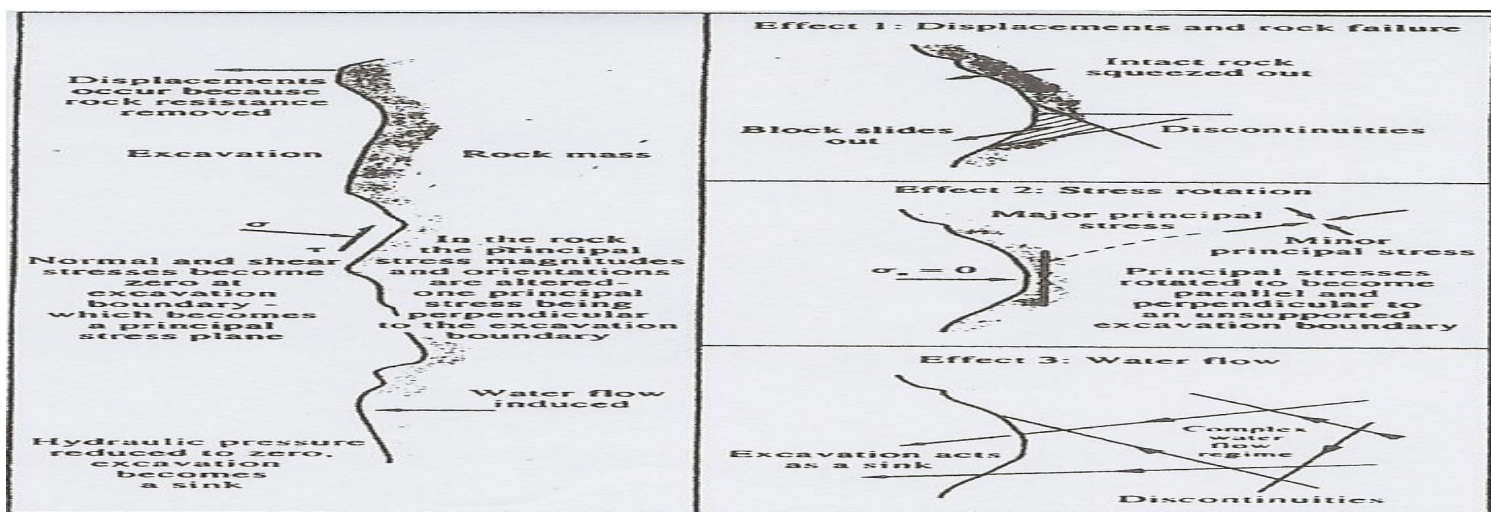 Displacements
occur because
rock resistance
removed
Excavation
Rock mass
σ
τ
Normal and shear
stresses become
zero at
excavation
boundary -
which becomes
a principal
stress plane
In the rock
the principal
stress magnitudes
and orientations
are altered-
one principal
stress being
perpendicular
to the excavation
boundary
Water flow
induced
Hydraulic pressure
reduced to zero,
excavation
becomes
a sink
Effect 1: Displacements and rock failure
Intact rock
squeezed out
Block slides
out
Discontinuities
Effect 2: Stress rotation
Major principal
stress
Minor
principal stress
= 0
Principal stresses
rotated to become
parallel and
perpendicular to
an unsupported
excavation boundary
Effect 3: Water flow
Complex
water
flow
regime
Excavation acts
as a sink
Discontinuities